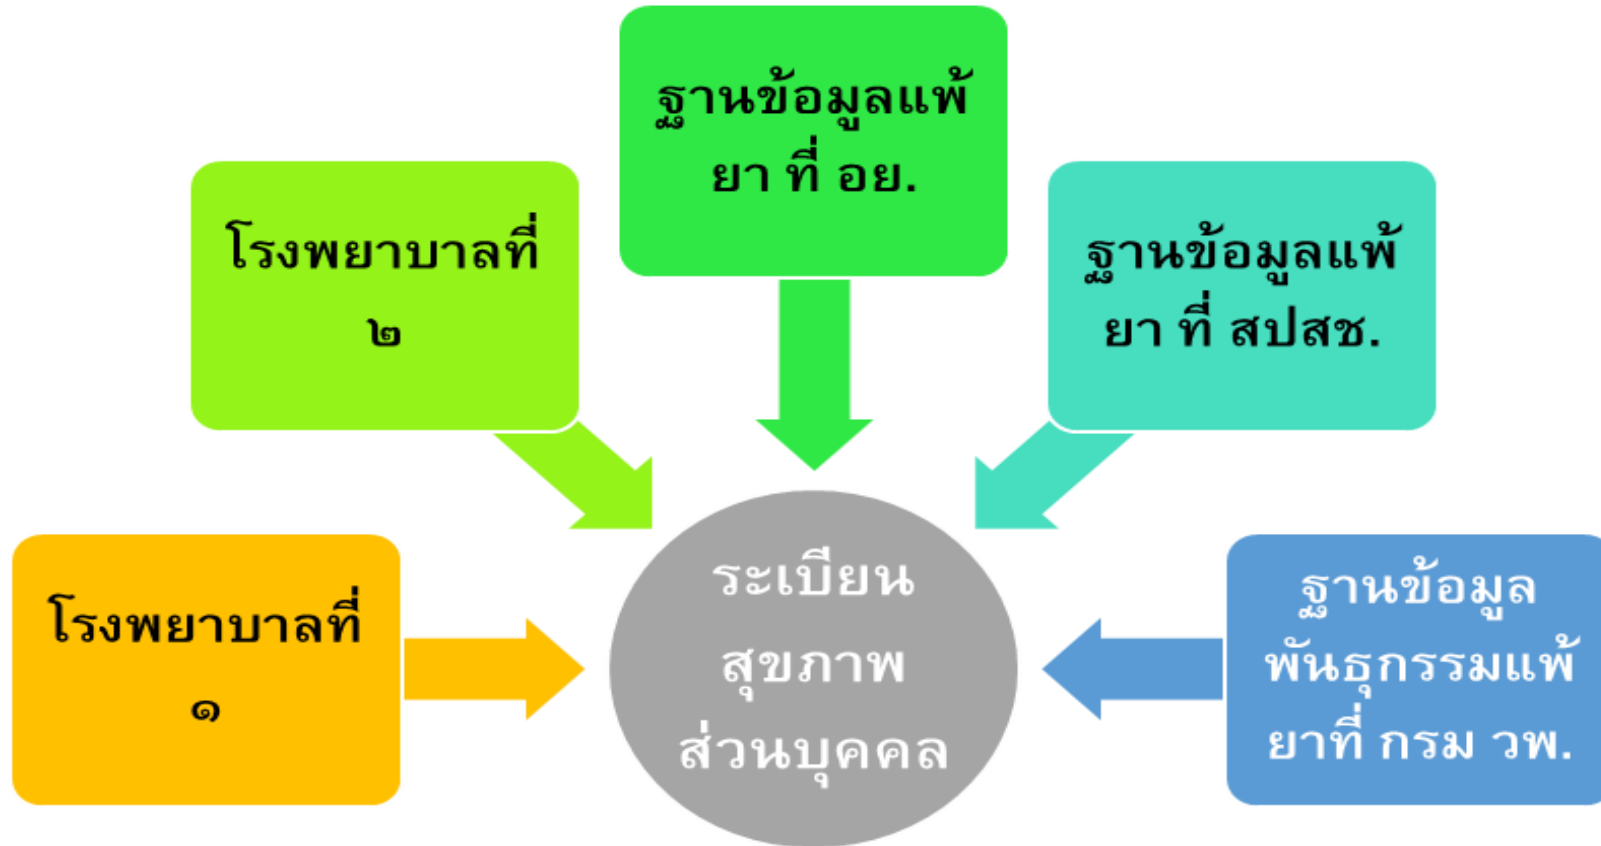 ฐานข้อมูลแพ้
ยา ที่ อย.
โรงพยาบาลที่
๒
ฐานข้อมูลแพ้
ยา ที่ สปสช.
โรงพยาบาลที่
๑
ระเบียน
สุขภาพ
ส่วนบุคคล
ฐานข้อมูล
พันธุกรรมแพ้
ยาที่ กรม วพ.